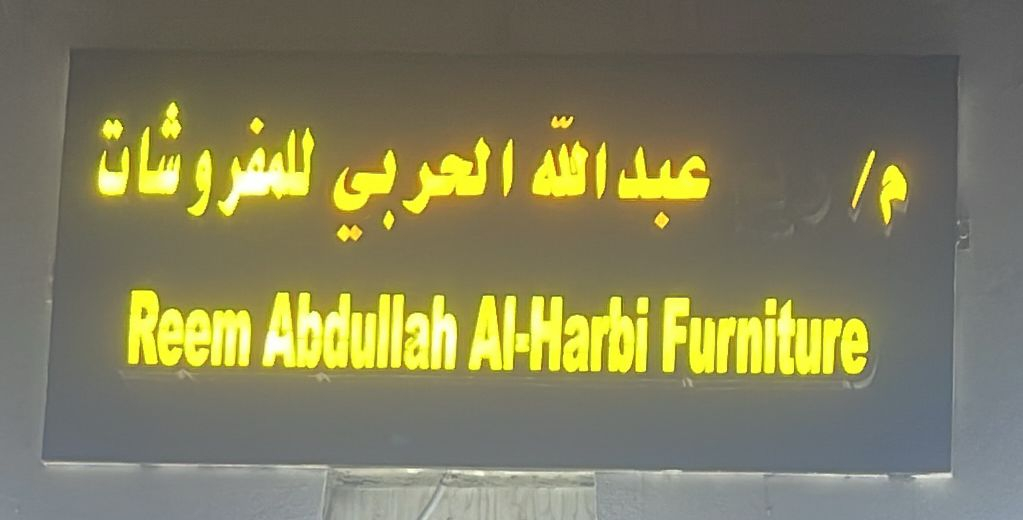 م/ عبدالله الحربي للمفروشات
Reem Abdullah Al-Harbi Furniture